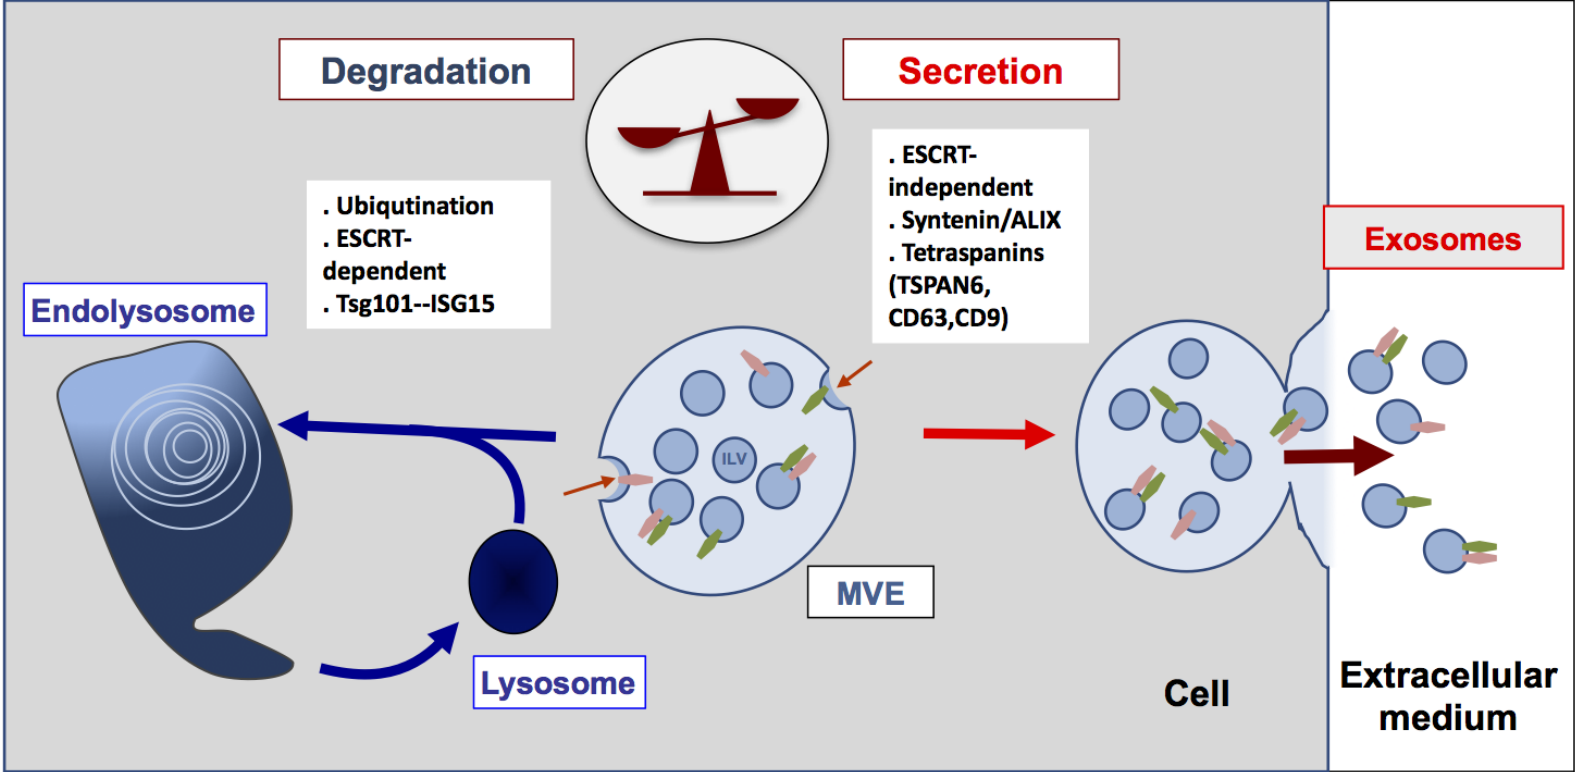 Degradation
Secretion
. Ubiqutination
. ESCRT-
dependent
. Tsg101--ISG15
. ESCRT-
independent
. Syntenin/ALIX
. Tetraspanins
(TSPAN6,
CD63,CD9)
Exosomes
Endolysosome
ILV
MVE
Lysosome
Cell
Extracellular
medium